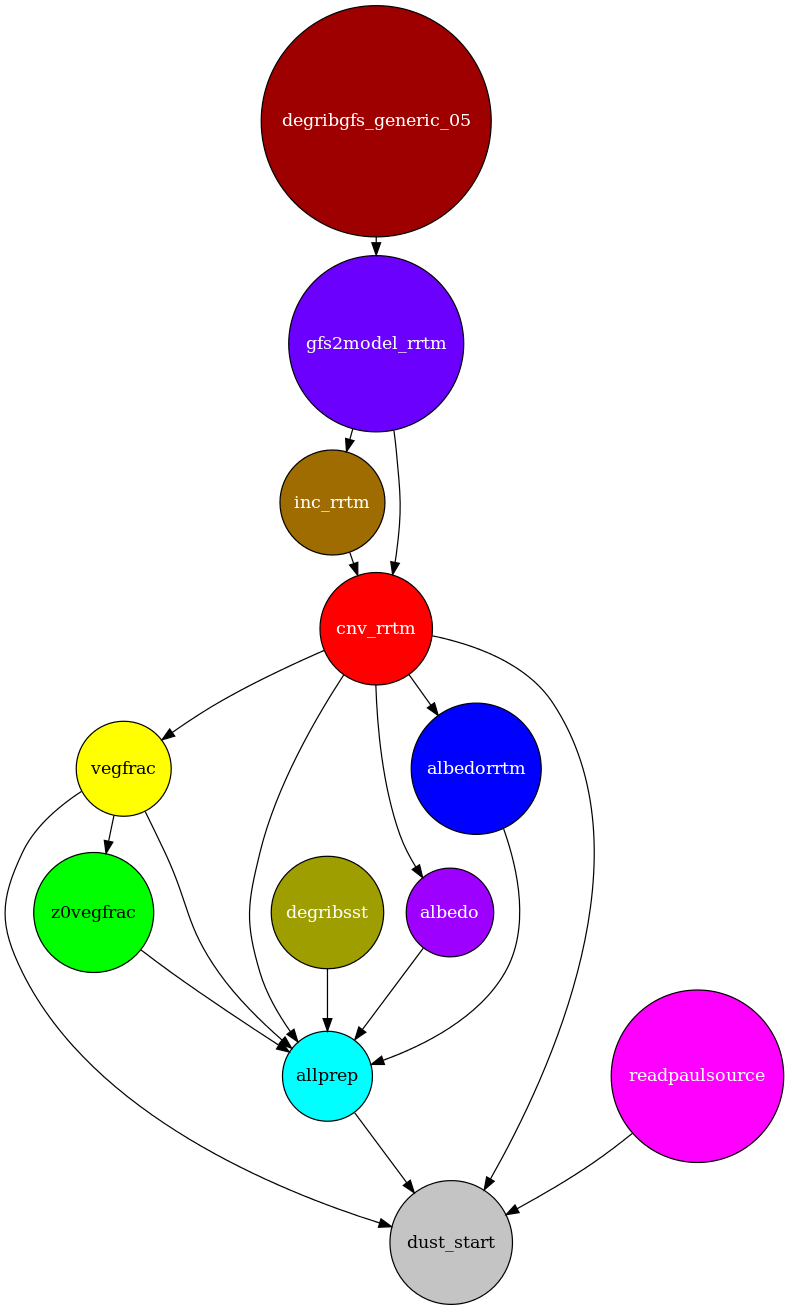 degribgfs_generic_05
gfs2model_rrtm
inc_rrtm
cnv_rrtm
vegfrac
albedorrtm
z0vegfrac
degribsst
albedo
allprep
readpaulsource
dust_start